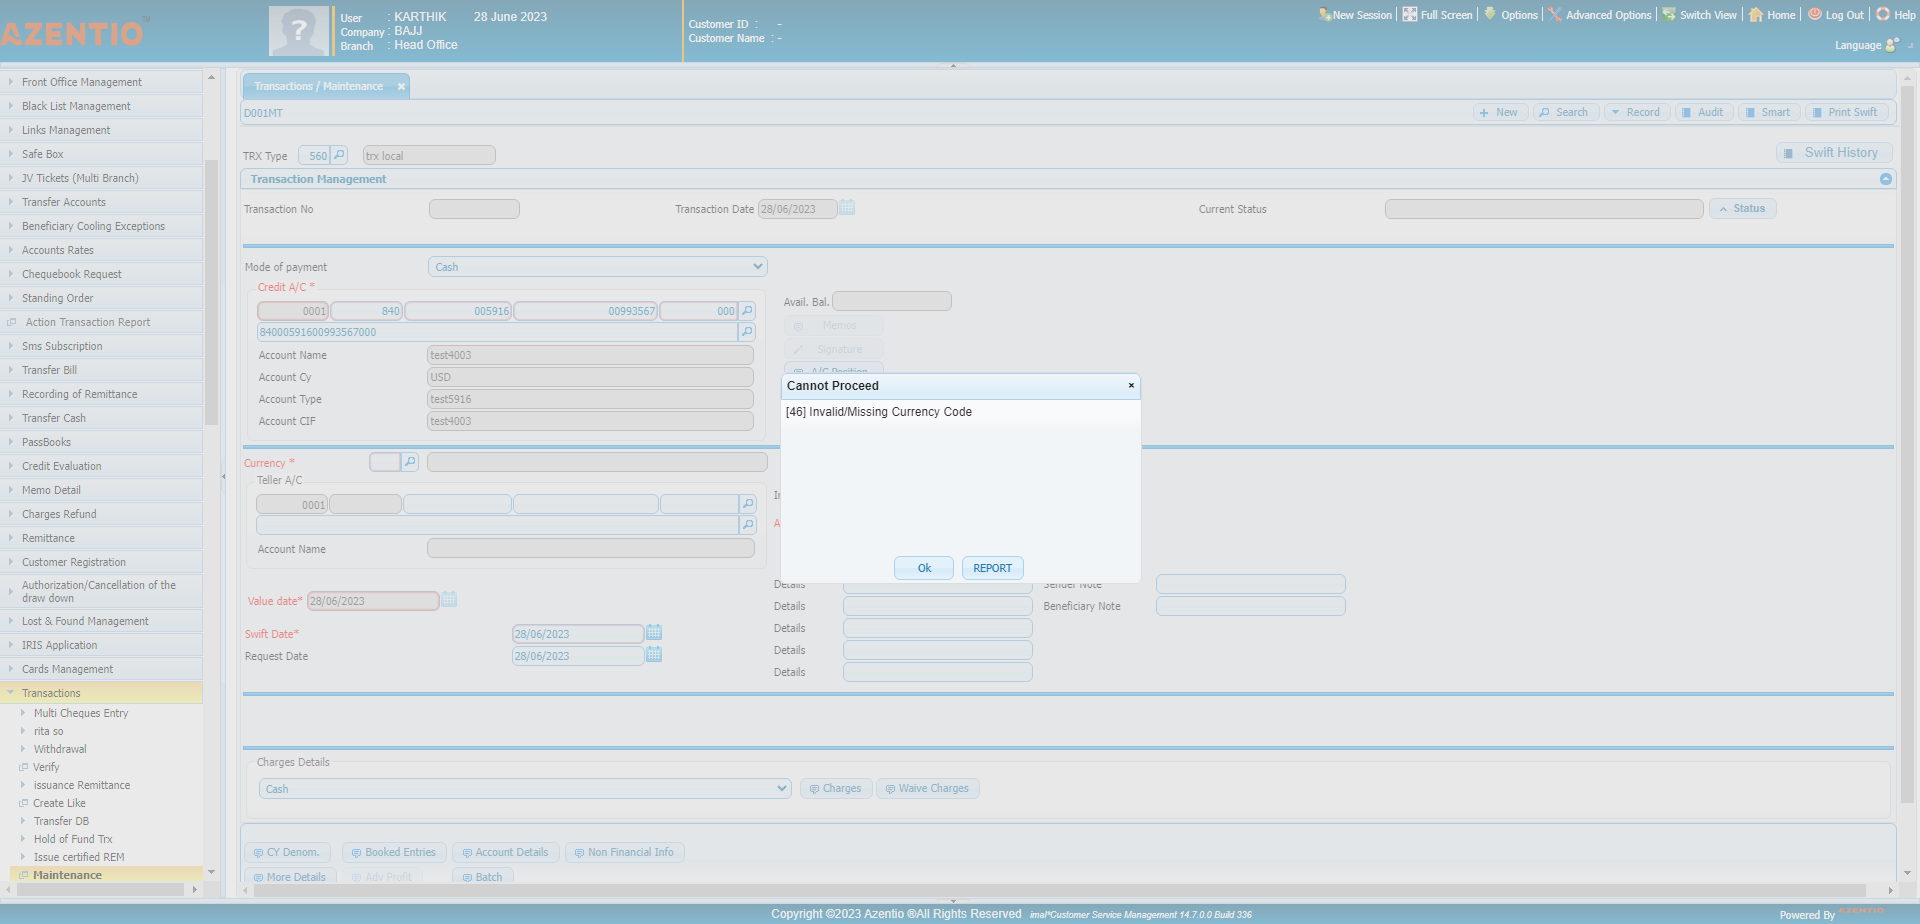 AZENTIO™
User : KARTHIK 28 June 2023
Company : BAJJ
Branch : Head Office
Customer ID : -
Customer Name : -
New Session | Full Screen | Options | Advanced Options | Switch View | Home | Log Out | Help
Language
Front Office Management
Black List Management
Links Management
Safe Box
JV Tickets (Multi Branch)
Transfer Accounts
Beneficiary Cooling Exceptions
Accounts Rates
Chequebook Request
Standing Order
Action Transaction Report
Sms Subscription
Transfer Bill
Recording of Remittance
Transfer Cash
PassBooks
Credit Evaluation
Memo Detail
Charges Refund
Remittance
Customer Registration
Authorization/Cancellation of the
draw down
Lost & Found Management
IRIS Application
Cards Management
Transactions
Multi Cheques Entry
rita so
Withdrawal
Verify
issuance Remittance
Create Like
Transfer DB
Hold of Fund Trx
Issue certified REM
Maintenance
Transactions / Maintenance ×
D001MT
+ New Search Record Audit Smart Print Swift
TRX Type 560 trx local
Swift History
Transaction Management
Transaction No
Transaction Date 28/06/2023
Current Status
Status
Mode of payment Cash
Credit A/C *
0001 840 005916 00993567 000
84000591600993567000
Account Name test4003
Account Cy USD
Account Type test5916
Account CIF test4003
Avail. Bal.
Memos
Signature
A/C Position
Cannot Proceed ×
[46] Invalid/Missing Currency Code
Ok REPORT
Currency *
Teller A/C
0001
Account Name
Value date* 28/06/2023
Swift Date* 28/06/2023
Request Date 28/06/2023
Details Sender Note
Details Beneficiary Note
Details
Details
Details
Charges Details
Cash Charges Waive Charges
CY Denom. Booked Entries Account Details Non Financial Info
More Details Adv Profit Batch
Copyright ©2023 Azentio ®All Rights Reserved imal*Customer Service Management 14.7.0.0 Build 336
Powered By AZENTIO